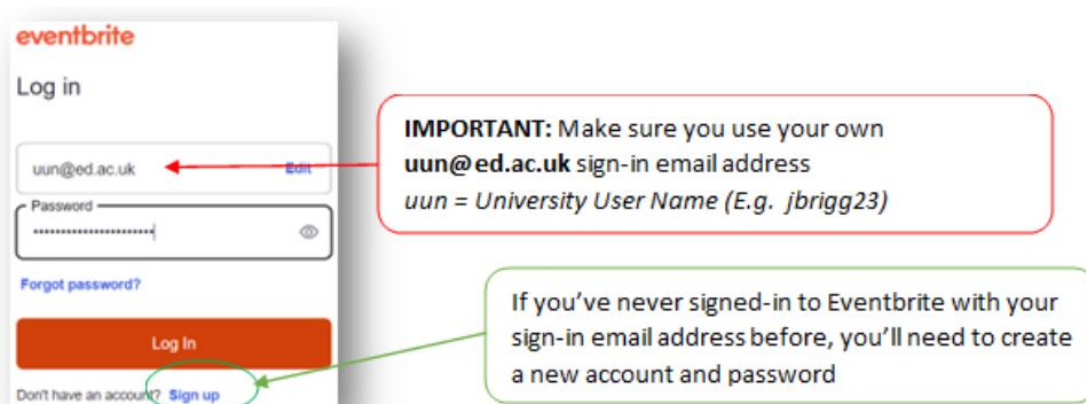 eventbrite
Log in
uun@ed.ac.uk Edit
Password
Forgot password?
Log In
Don't have an account? Sign up
IMPORTANT: Make sure you use your own
uun@ed.ac.uk sign-in email address
uun = University User Name (E.g. jbrigg23)
If you've never signed-in to Eventbrite with your
sign-in email address before, you'll need to create
a new account and password